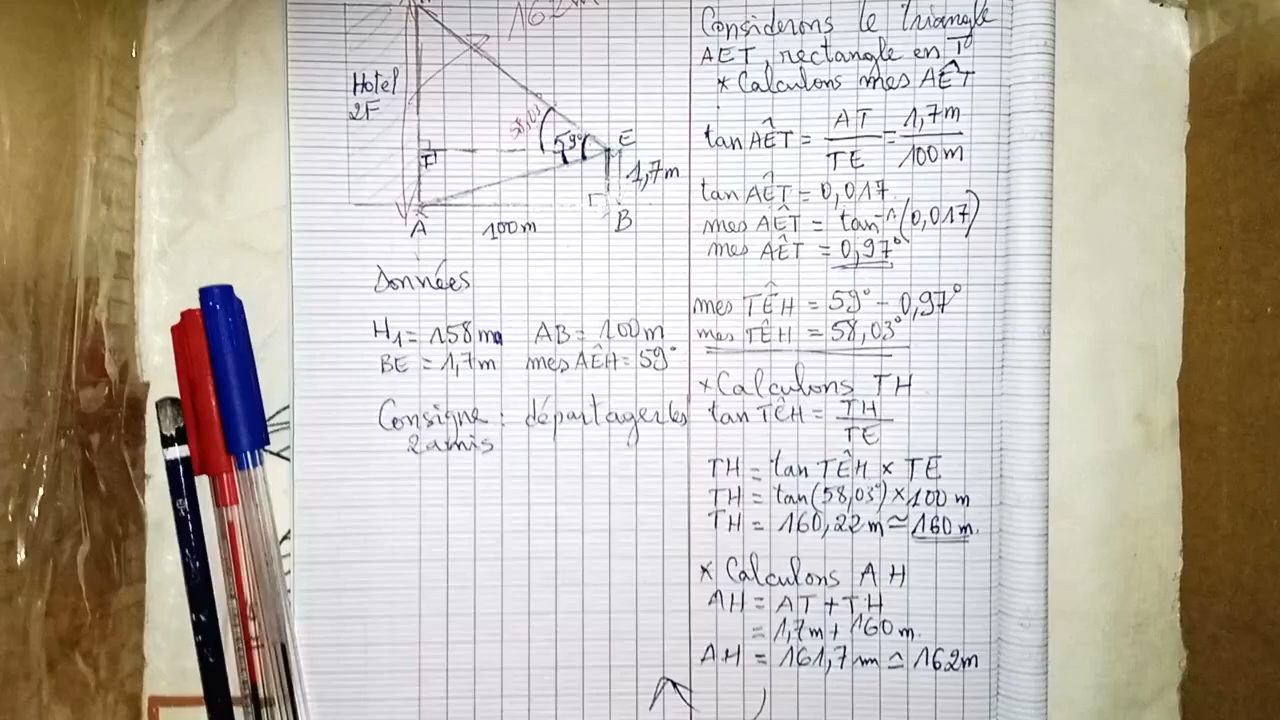 162m
Hotel
2F
58,03
59°
E
T
1,7m
A
100m
B
Données
H1 = 158m AB = 100m
BE = 1,7m mes AÊH = 59°
Consigne : départager les
2 amis
Considerons le triangle
AET, rectangle en T
* Calculons mes AÊT
tan AÊT = AT/TE = 1,7m/100m
tan AÊT = 0,017
mes AÊT = tan⁻¹(0,017)
mes AÊT = 0,97°
mes TÊH = 59° - 0,97°
mes TÊH = 58,03°
* Calculons TH
tan TÊH = TH/TE
TH = tan TÊH × TE
TH = tan(58,03°) × 100 m
TH = 160,22 m ≃ 160 m.
* Calculons AH
AH = AT + TH
= 1,7m + 160 m.
AH = 161,7 m ≃ 162m